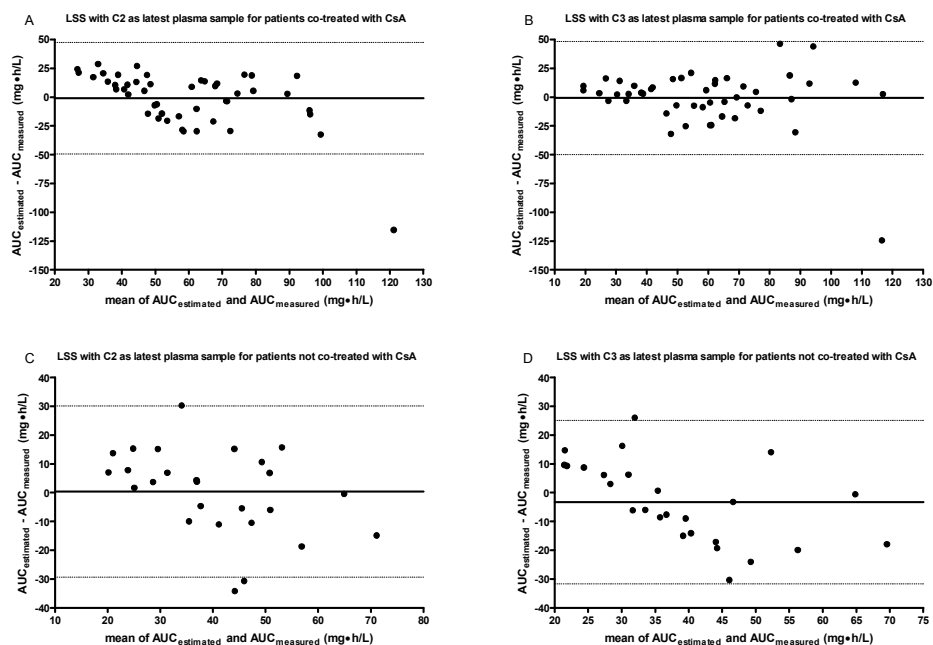 A LSS with C2 as latest plasma sample for patients co-treated with CsA
AUCestimated - AUCmeasured (mg•h/L)
50
25
0
-25
-50
-75
-100
-125
-150
20 30 40 50 60 70 80 90 100 110 120 130
mean of AUCestimated and AUCmeasured (mg•h/L)
B LSS with C3 as latest plasma sample for patients co-treated with CsA
AUCestimated - AUCmeasured (mg•h/L)
50
25
0
-25
-50
-75
-100
-125
-150
10 20 30 40 50 60 70 80 90 100 110 120 130
mean of AUCestimated and AUCmeasured (mg•h/L)
C LSS with C2 as latest plasma sample for patients not co-treated with CsA
AUCestimated - AUCmeasured (mg•h/L)
40
30
20
10
0
-10
-20
-30
-40
10 20 30 40 50 60 70 80
mean of AUCestimated and AUCmeasured (mg•h/L)
D LSS with C3 as latest plasma sample for patients not co-treated with CsA
AUCestimated - AUCmeasured (mg•h/L)
40
30
20
10
0
-10
-20
-30
-40
20 25 30 35 40 45 50 55 60 65 70 75
mean of AUCestimated and AUCmeasured (mg•h/L)